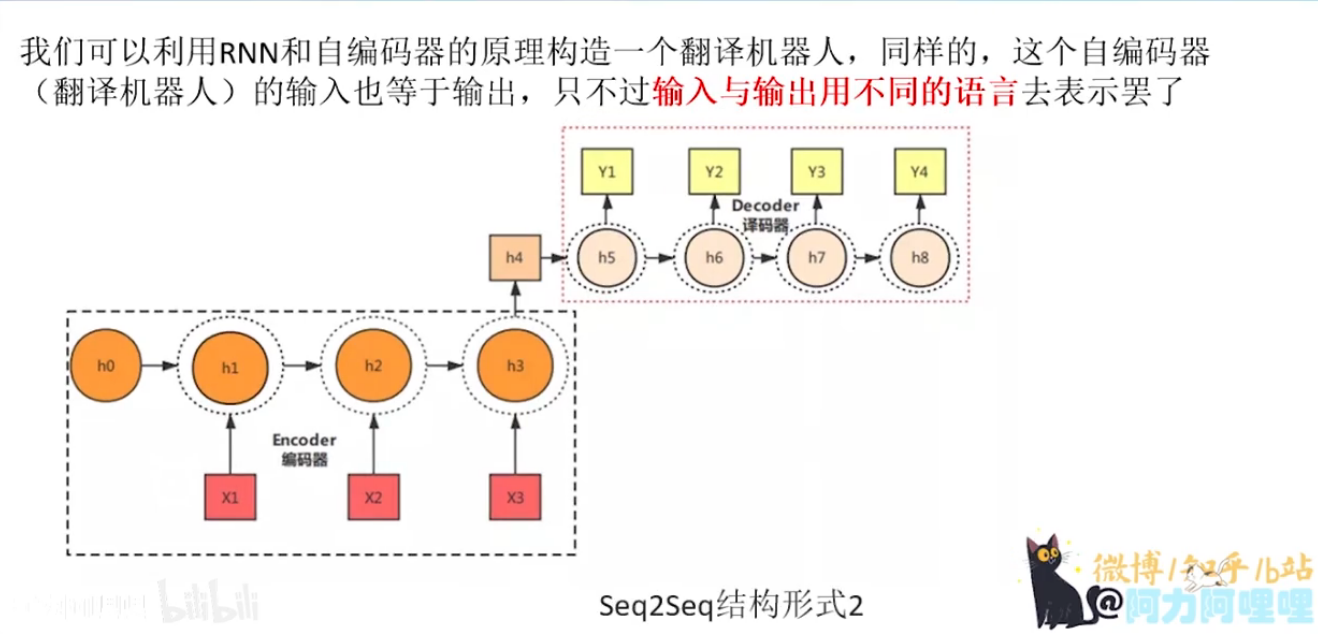 我们可以利用RNN和自编码器的原理构造一个翻译机器人，同样的，这个自编码器
（翻译机器人）的输入也等于输出，只不过输入与输出用不同的语言去表示罢了
Y1 Y2 Y3 Y4
Decoder
译码器
h4 h5 h6 h7 h8
h0 h1 h2 h3
Encoder
编码器
X1 X2 X3
微博/知乎/b站
@阿力阿哩哩
bilibili
Seq2Seq结构形式2